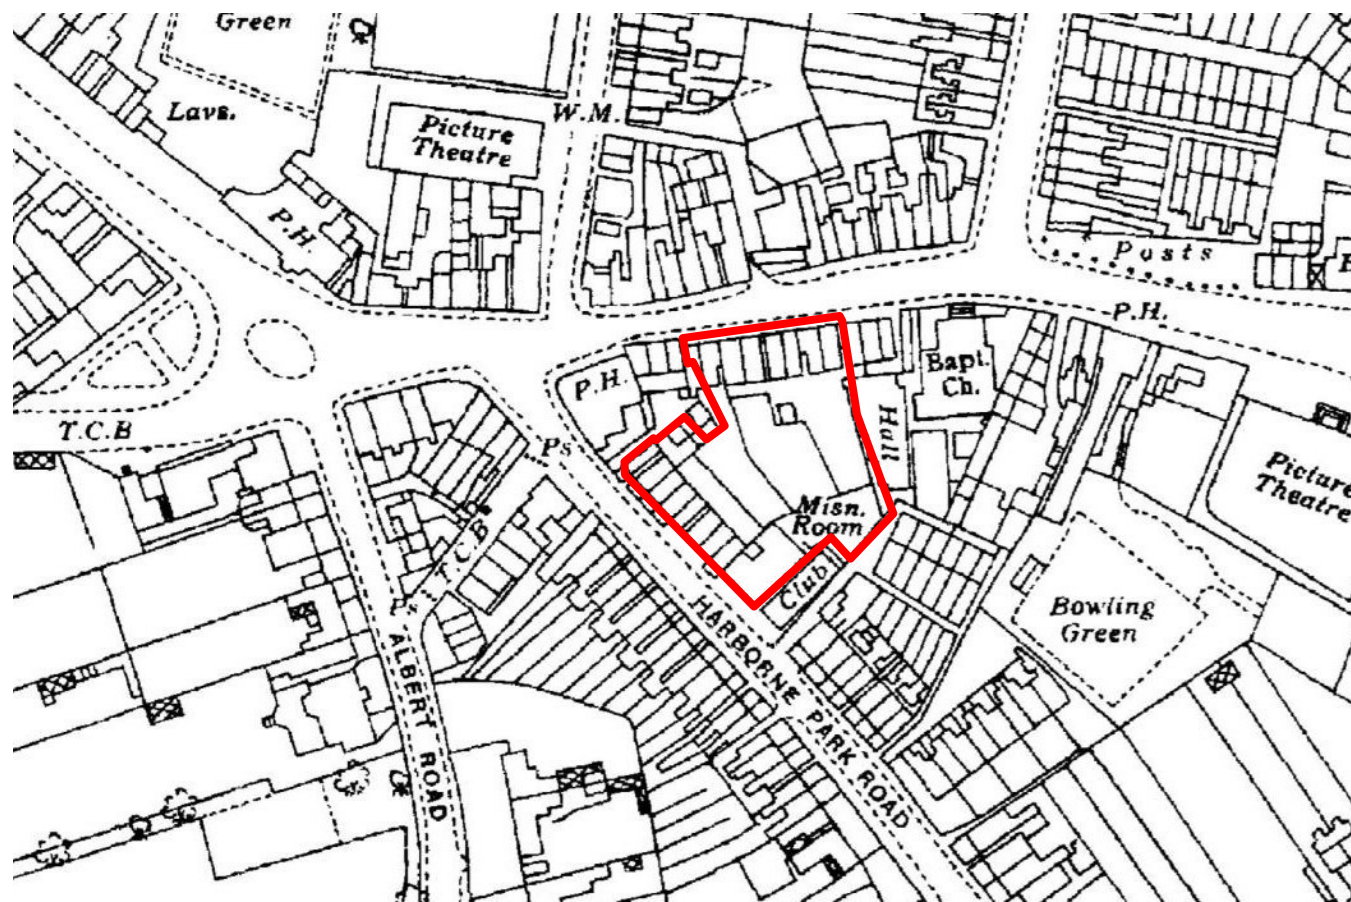 Green
Lavs.
Picture
Theatre
W.M.
P.H.
Posts
P.H.
P.H.
Bapt.
Ch.
T.C.B
Ps
Hall
Picture
Theatre
Misn.
Room
T.C.B
Club
Ps
Bowling
Green
HARBORNE PARK ROAD
ALBERT ROAD